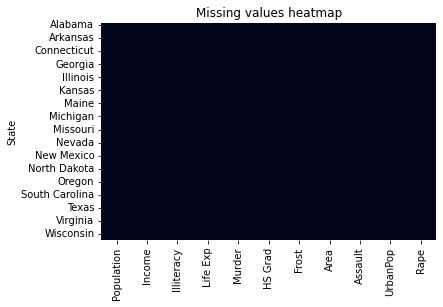 Missing values heatmap
Alabama
Arkansas
Connecticut
Georgia
Illinois
Kansas
Maine
Michigan
Missouri
Nevada
New Mexico
North Dakota
Oregon
South Carolina
Texas
Virginia
Wisconsin
State
Population
Income
Illiteracy
Life Exp
Murder
HS Grad
Frost
Area
Assault
UrbanPop
Rape